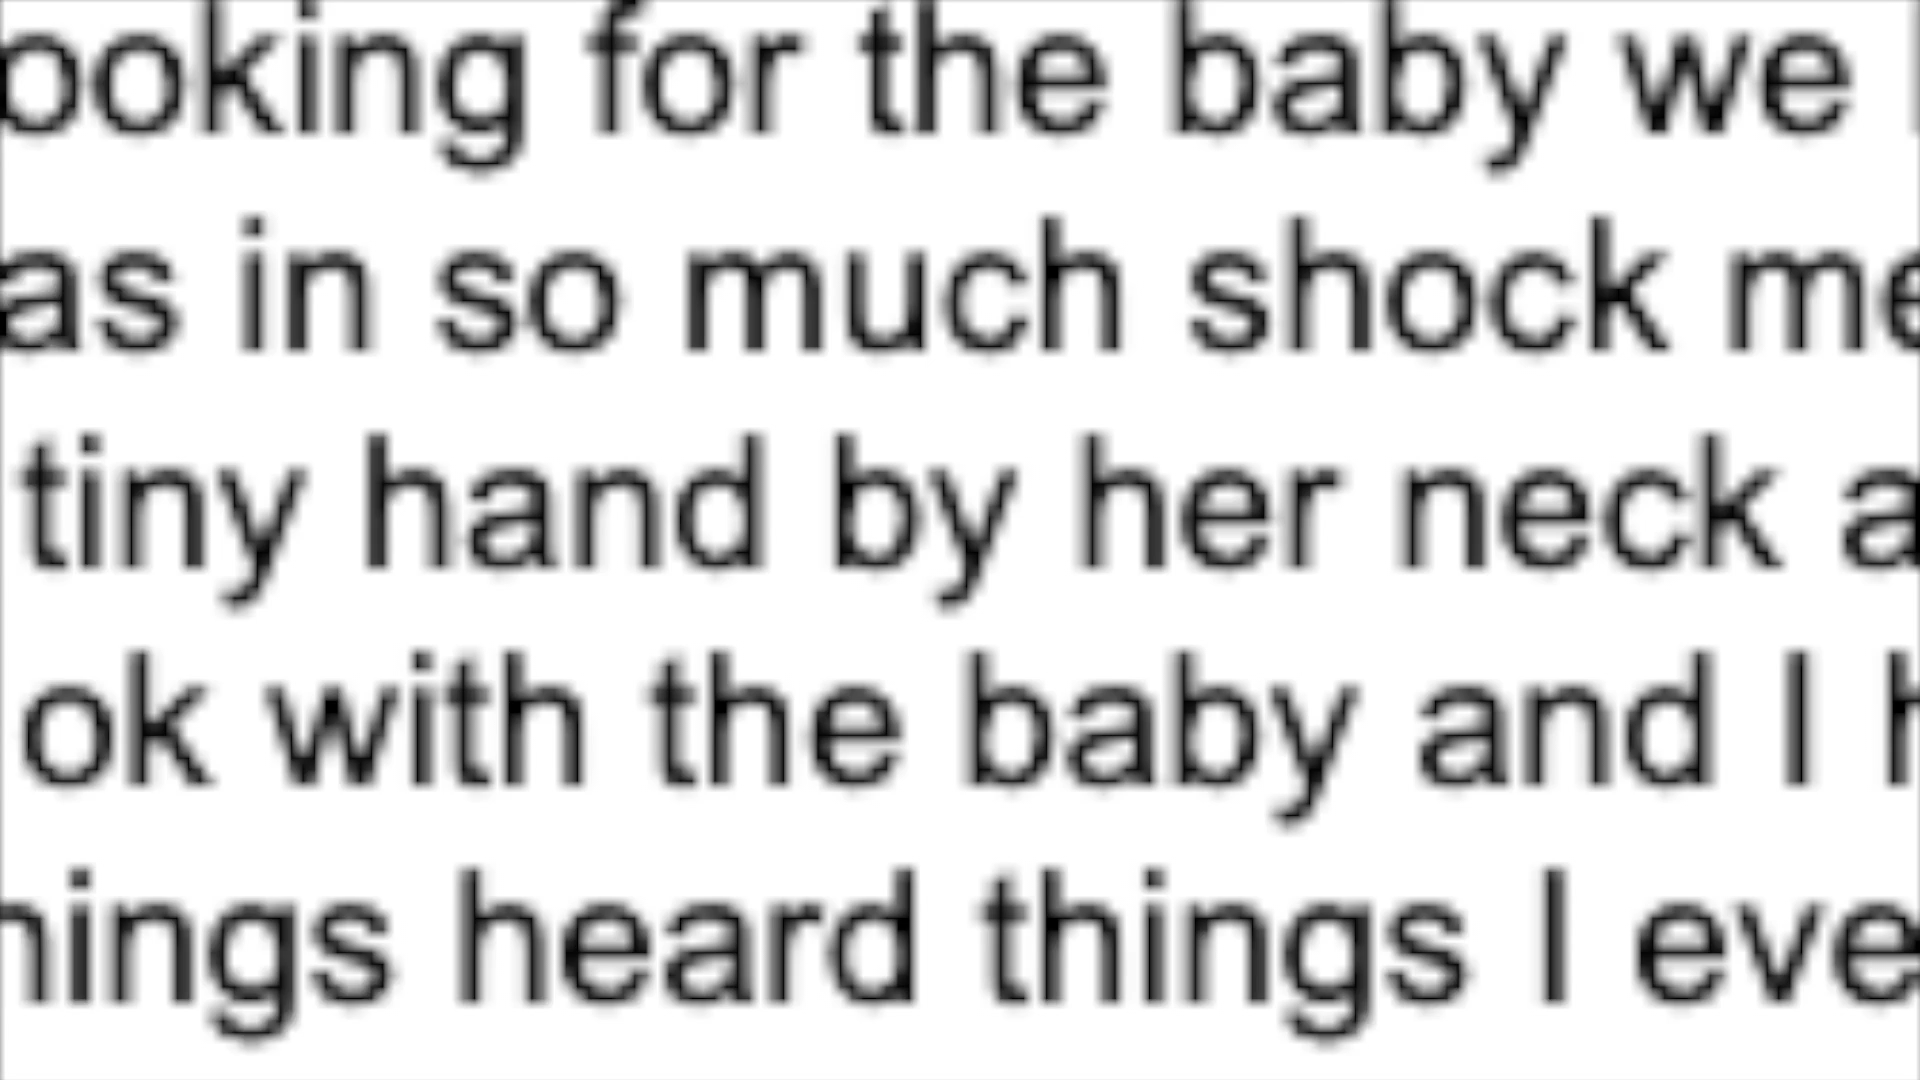 ooking for the baby we
as in so much shock me
tiny hand by her neck a
ok with the baby and I h
hings heard things I eve